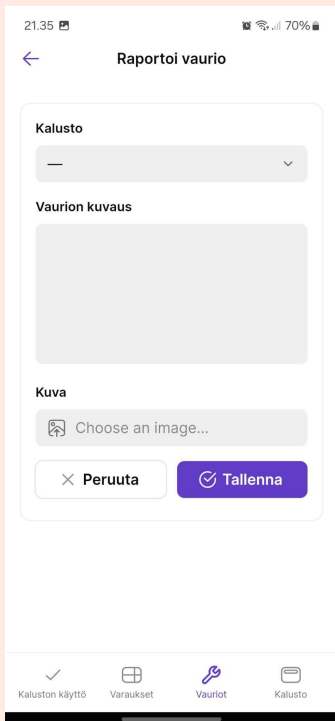 21.35
70%
Raportoi vaurio
Kalusto
—
Vaurion kuvaus
Kuva
Choose an image...
Peruuta
Tallenna
Kaluston käyttö
Varaukset
Vauriot
Kalusto